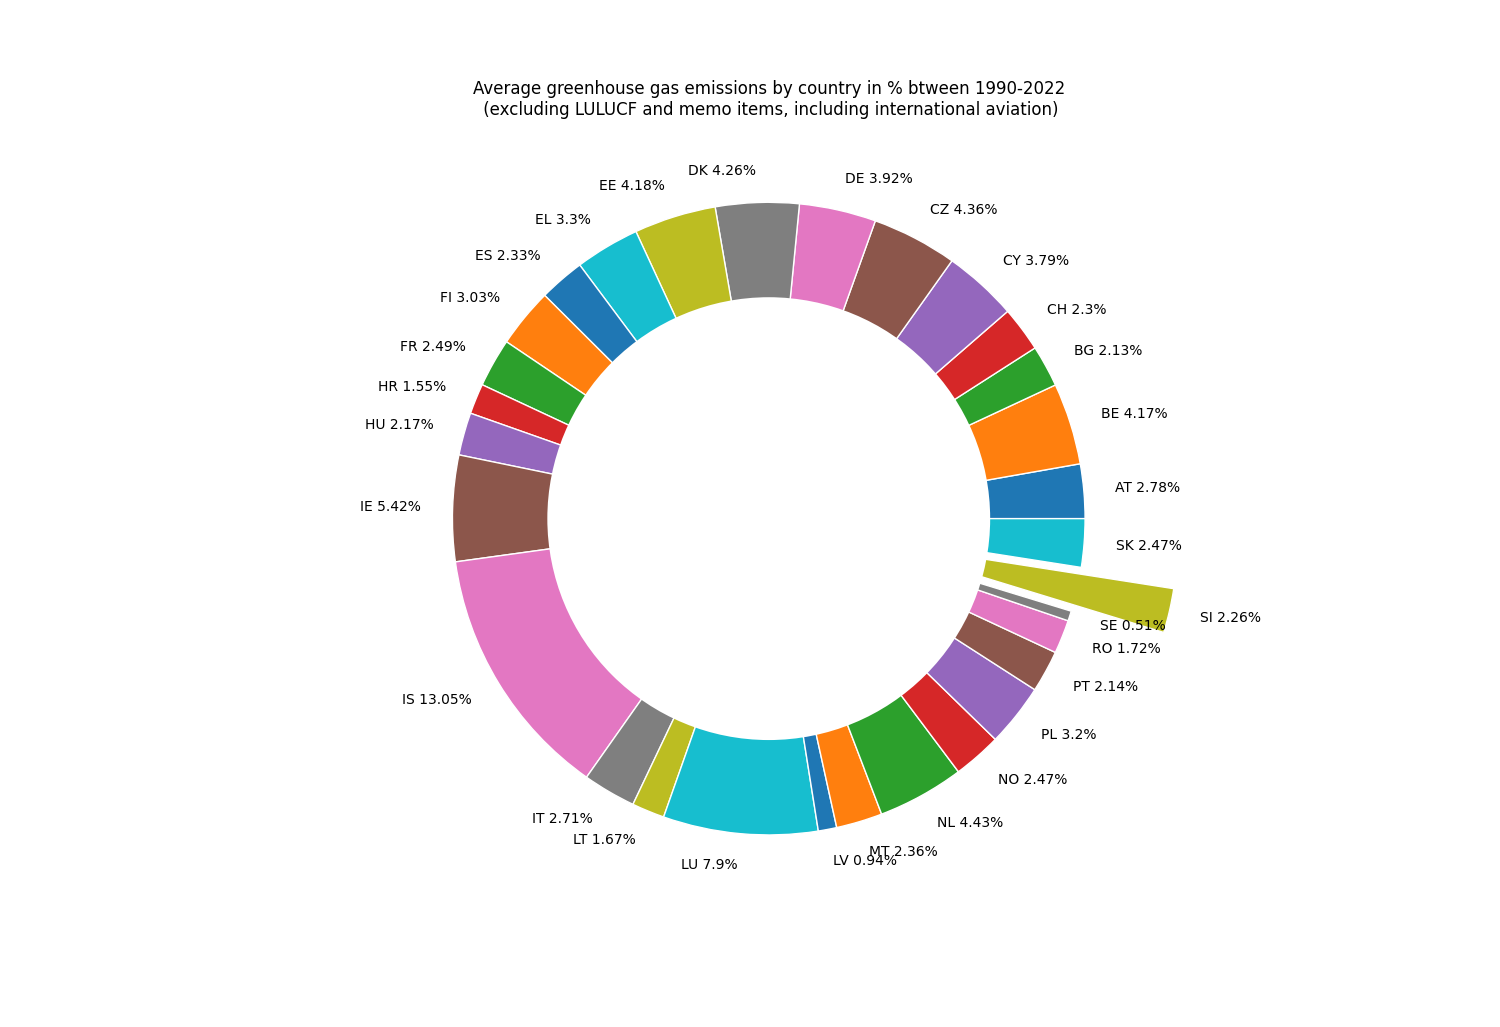 Average greenhouse gas emissions by country in % btween 1990-2022
(excluding LULUCF and memo items, including international aviation)
DK 4.26%
DE 3.92%
EE 4.18%
CZ 4.36%
EL 3.3%
ES 2.33%
CY 3.79%
FI 3.03%
CH 2.3%
FR 2.49%
BG 2.13%
HR 1.55%
BE 4.17%
HU 2.17%
AT 2.78%
IE 5.42%
SK 2.47%
SI 2.26%
SE 0.51%
RO 1.72%
PT 2.14%
IS 13.05%
PL 3.2%
NO 2.47%
IT 2.71%
NL 4.43%
LT 1.67%
MT 2.36%
LV 0.94%
LU 7.9%